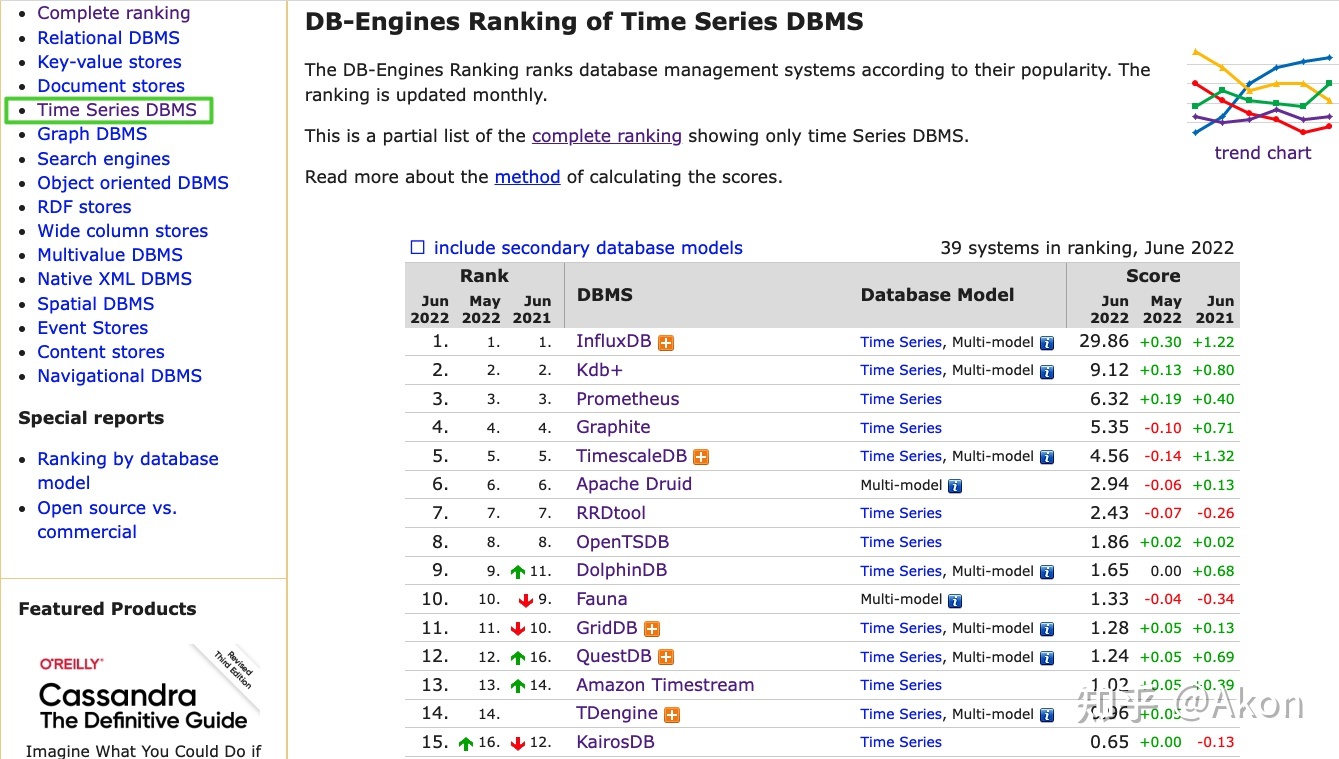 Complete ranking
Relational DBMS
Key-value stores
Document stores
Time Series DBMS
Graph DBMS
Search engines
Object oriented DBMS
RDF stores
Wide column stores
Multivalue DBMS
Native XML DBMS
Spatial DBMS
Event Stores
Content stores
Navigational DBMS
Special reports
Ranking by database
model
Open source vs.
commercial
Featured Products
O'REILLY®
Revised
Third Edition
Cassandra
The Definitive Guide
Imagine What You Could Do if
DB-Engines Ranking of Time Series DBMS
The DB-Engines Ranking ranks database management systems according to their popularity. The
ranking is updated monthly.
This is a partial list of the complete ranking showing only time Series DBMS.
Read more about the method of calculating the scores.
trend chart
include secondary database models 39 systems in ranking, June 2022
Rank DBMS Database Model Score
Jun May Jun Jun May Jun
2022 2022 2021 2022 2022 2021
1. 1. 1. InfluxDB Time Series, Multi-model 29.86 +0.30 +1.22
2. 2. 2. Kdb+ Time Series, Multi-model 9.12 +0.13 +0.80
3. 3. 3. Prometheus Time Series 6.32 +0.19 +0.40
4. 4. 4. Graphite Time Series 5.35 -0.10 +0.71
5. 5. 5. TimescaleDB Time Series, Multi-model 4.56 -0.14 +1.32
6. 6. 6. Apache Druid Multi-model 2.94 -0.06 +0.13
7. 7. 7. RRDtool Time Series 2.43 -0.07 -0.26
8. 8. 8. OpenTSDB Time Series 1.86 +0.02 +0.02
9. 9. 11. DolphinDB Time Series, Multi-model 1.65 0.00 +0.68
10. 10. 9. Fauna Multi-model 1.33 -0.04 -0.34
11. 11. 10. GridDB Time Series, Multi-model 1.28 +0.05 +0.13
12. 12. 16. QuestDB Time Series, Multi-model 1.24 +0.05 +0.69
13. 13. 14. Amazon Timestream Time Series 1.02 +0.05 +0.39
14. 14. TDengine Time Series, Multi-model 0.96 +0.05
15. 16. 12. KairosDB Time Series 0.65 +0.00 -0.13
知乎 @Akon